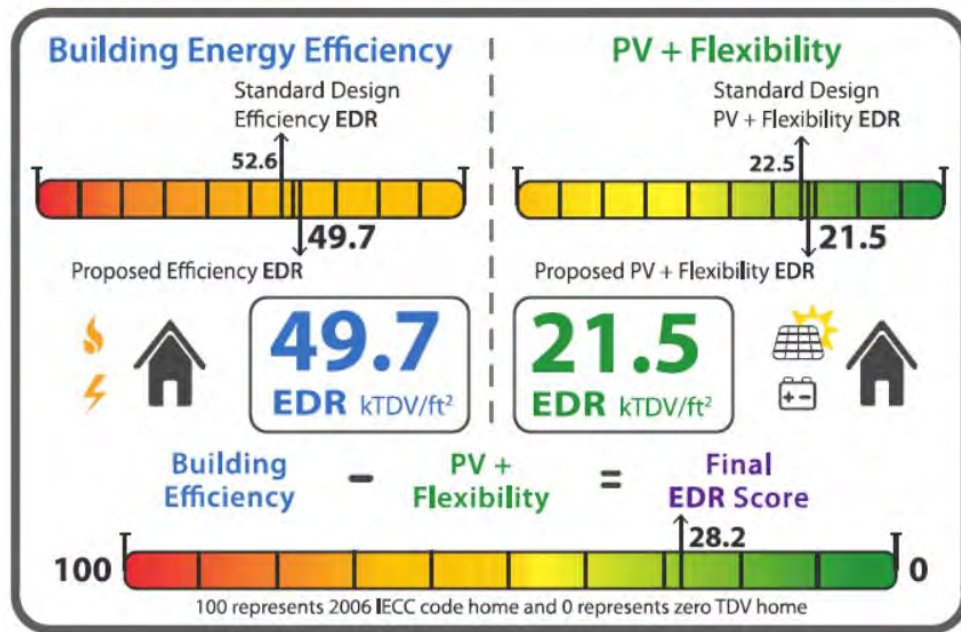 Building Energy Efficiency
Standard Design
Efficiency EDR
52.6
49.7
Proposed Efficiency EDR
PV + Flexibility
Standard Design
PV + Flexibility EDR
22.5
21.5
Proposed PV + Flexibility EDR
49.7
EDR kTDV/ft²
21.5
EDR kTDV/ft²
Building
Efficiency
-
PV +
Flexibility
=
Final
EDR Score
28.2
100
0
100 represents 2006 IECC code home and 0 represents zero TDV home